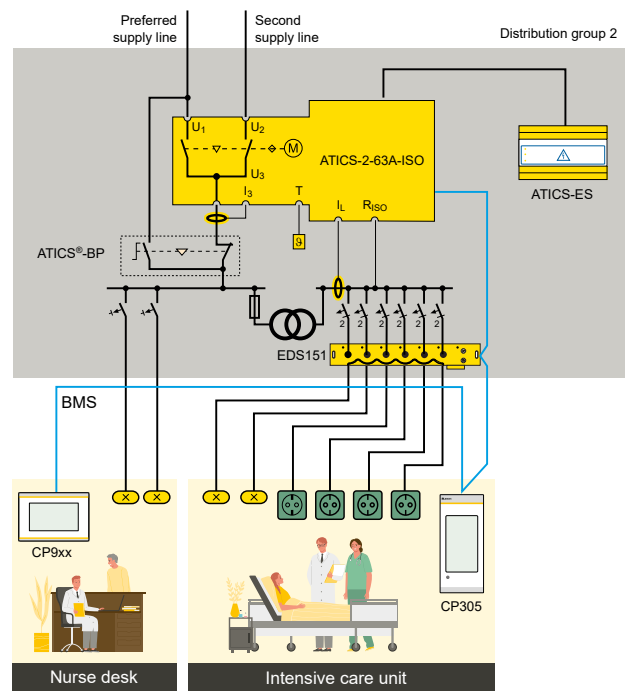 Preferred
supply line
Second
supply line
Distribution group 2
U1
U2
M
ATICS-2-63A-ISO
U3
I3
T
IL
RISO
ATICS-ES
ϑ
ATICS®-BP
2
2
2
2
2
2
EDS151
BMS
CP9xx
CP305
Nurse desk
Intensive care unit